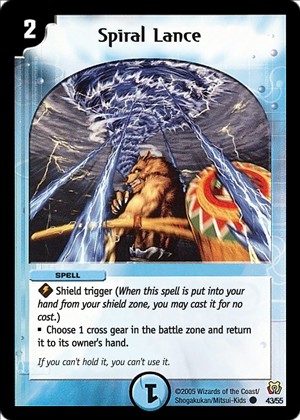 2
Spiral Lance
SPELL
Shield trigger (When this spell is put into your
hand from your shield zone, you may cast it for no
cost.)
▪ Choose 1 cross gear in the battle zone and return
it to its owner's hand.
If you can't hold it, you can't use it.
1
©2005 Wizards of the Coast/
Shogakukan/Mitsui-Kids ● 43/55